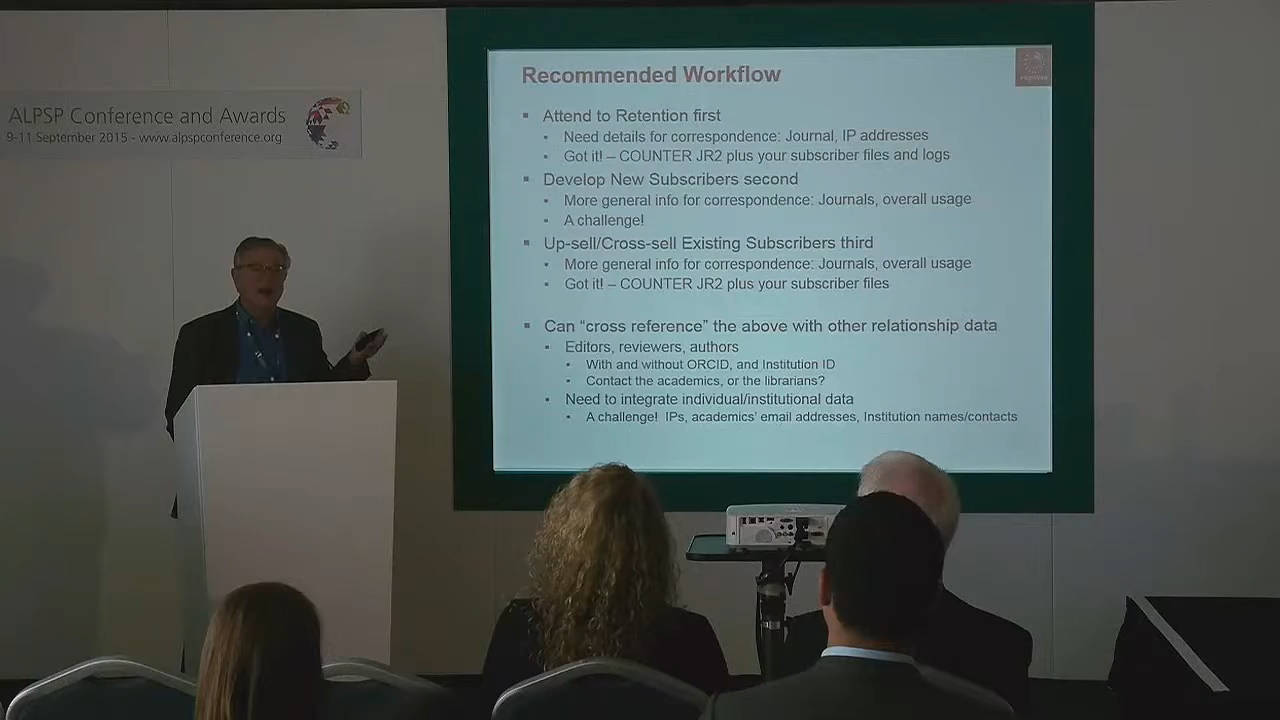 ALPSP Conference and Awards
9-11 September 2015 - www.alpspconference.org
Recommended Workflow
▪ Attend to Retention first
▪ Need details for correspondence: Journal, IP addresses
▪ Got it! – COUNTER JR2 plus your subscriber files and logs
▪ Develop New Subscribers second
▪ More general info for correspondence: Journals, overall usage
▪ A challenge!
▪ Up-sell/Cross-sell Existing Subscribers third
▪ More general info for correspondence: Journals, overall usage
▪ Got it! – COUNTER JR2 plus your subscriber files
▪ Can “cross reference” the above with other relationship data
▪ Editors, reviewers, authors
▪ With and without ORCID, and Institution ID
▪ Contact the academics, or the librarians?
▪ Need to integrate individual/institutional data
▪ A challenge! IPs, academics’ email addresses, Institution names/contacts